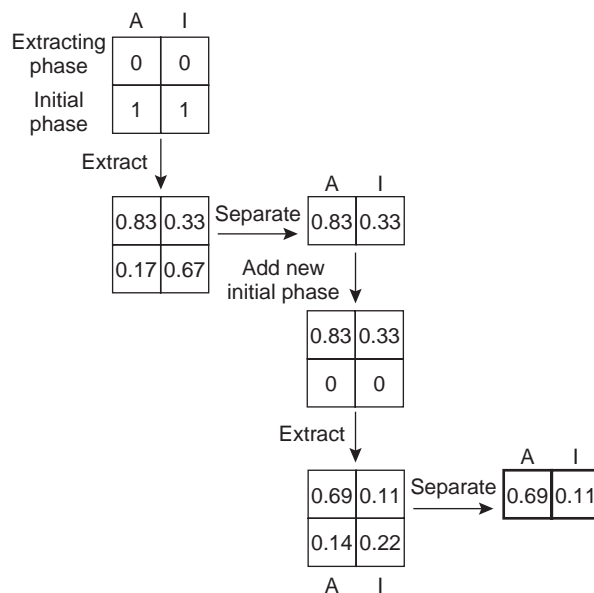 A I
Extracting
phase
0 0
Initial
phase
1 1
Extract
0.83 0.33
0.17 0.67
Separate
A I
0.83 0.33
Add new
initial phase
0.83 0.33
0 0
Extract
0.69 0.11
0.14 0.22
A I
Separate
A I
0.69 0.11